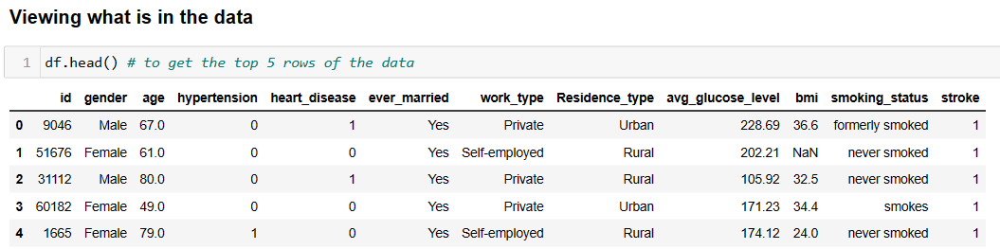 Viewing what is in the data
1 df.head() # to get the top 5 rows of the data
id gender age hypertension heart_disease ever_married work_type Residence_type avg_glucose_level bmi smoking_status stroke
0 9046 Male 67.0 0 1 Yes Private Urban 228.69 36.6 formerly smoked 1
1 51676 Female 61.0 0 0 Yes Self-employed Rural 202.21 NaN never smoked 1
2 31112 Male 80.0 0 1 Yes Private Rural 105.92 32.5 never smoked 1
3 60182 Female 49.0 0 0 Yes Private Urban 171.23 34.4 smokes 1
4 1665 Female 79.0 1 0 Yes Self-employed Rural 174.12 24.0 never smoked 1